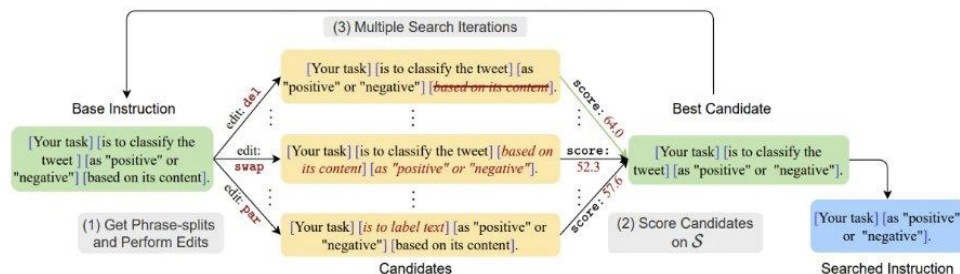 (3) Multiple Search Iterations
Base Instruction
[Your task] [is to classify the
tweet ] [as "positive" or
"negative"] [based on its content].
(1) Get Phrase-splits
and Perform Edits
edit: del
edit:
swap
edit: par
[Your task] [is to classify the tweet] [as
"positive" or "negative"] [based on its content].
[Your task] [is to classify the tweet] [based on
its content] [as "positive" or "negative"].
[Your task] [is to label text] [as "positive" or
"negative"] [based on its content].
Candidates
score: 64.0
score:
52.3
score: 57.6
(2) Score Candidates
on S
Best Candidate
[Your task] [is to classify the
tweet] [as "positive" or "negative"].
[Your task] [as "positive"
or "negative"].
Searched Instruction